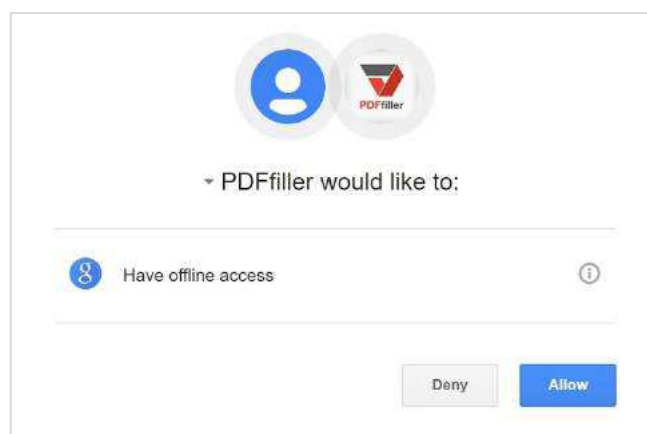 PDFfiller
PDFfiller would like to:
g
Have offline access
Deny
Allow